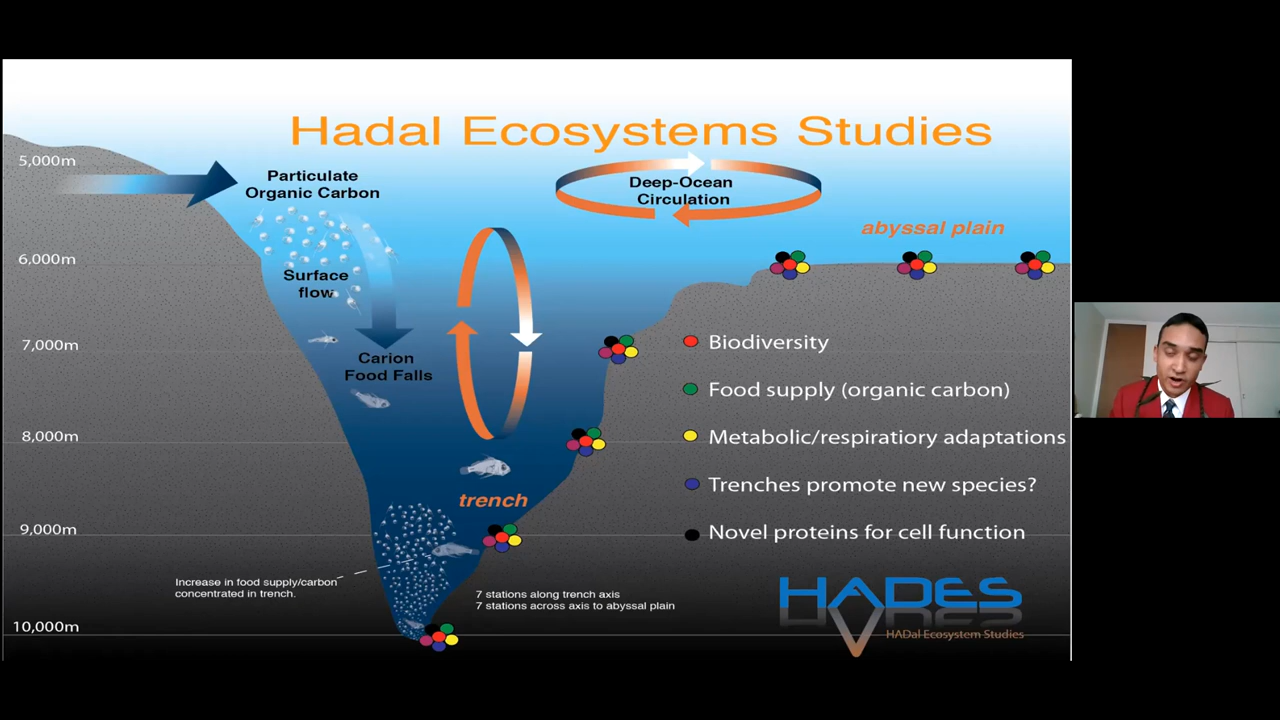 Hadal Ecosystems Studies
5,000m
Particulate
Organic Carbon
Deep-Ocean
Circulation
abyssal plain
6,000m
Surface
flow
7,000m
Carion
Food Falls
Biodiversity
Food supply (organic carbon)
8,000m
Metabolic/respiratiory adaptations
trench
Trenches promote new species?
9,000m
Novel proteins for cell function
Increase in food supply/carbon
concentrated in trench.
7 stations along trench axis
7 stations across axis to abyssal plain
HADES
HADal Ecosystem Studies
10,000m